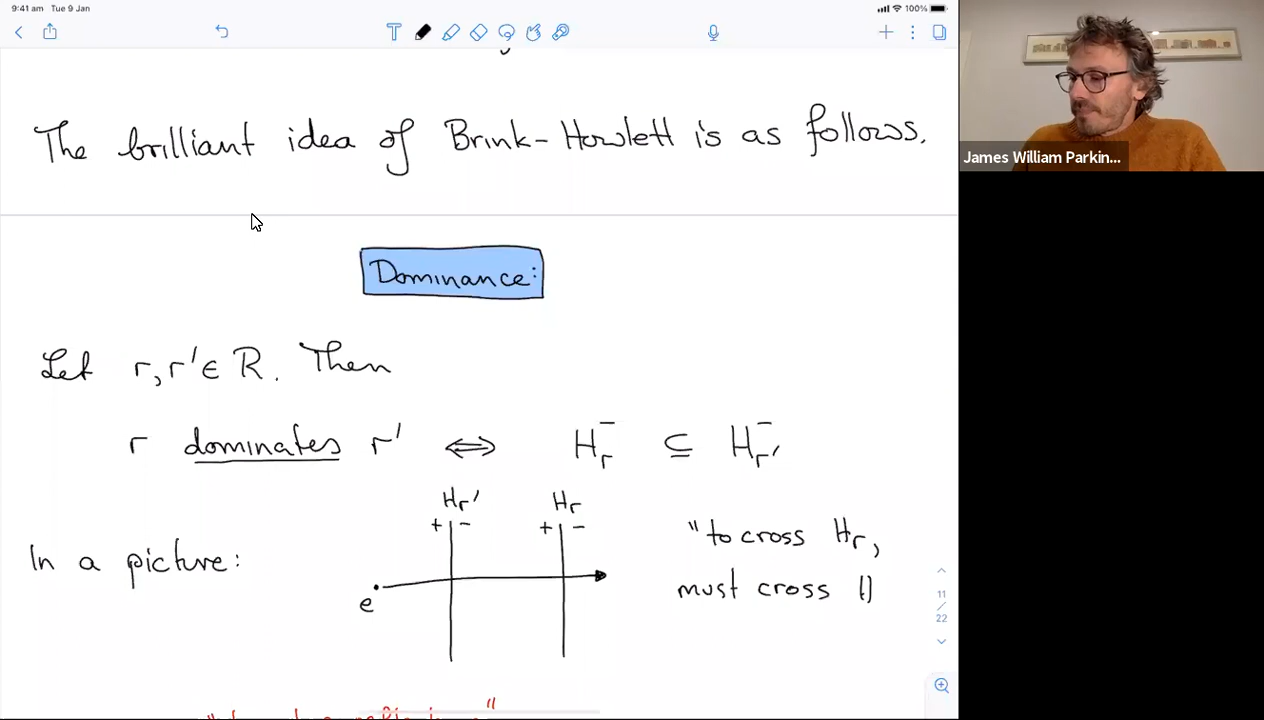 9:41 am Tue 9 Jan
100%
The brilliant idea of Brink-Howlett is as follows.
James William Parkin...
Dominance:
Let r, r' ∈ R. Then
r dominates r' ⟺ H_r^- ⊆ H_{r'}^-
H_{r'} H_r
+ - + -
"to cross H_r,
In a picture:
must cross
e
11
/
22